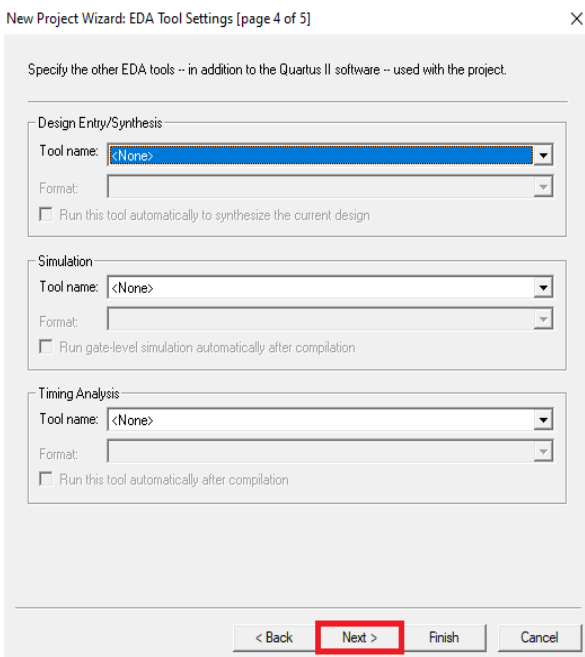 New Project Wizard: EDA Tool Settings [page 4 of 5]
Specify the other EDA tools -- in addition to the Quartus II software -- used with the project.
Design Entry/Synthesis
Tool name: <None>
Format:
Run this tool automatically to synthesize the current design
Simulation
Tool name: <None>
Format:
Run gate-level simulation automatically after compilation
Timing Analysis
Tool name: <None>
Format:
Run this tool automatically after compilation
< Back Next > Finish Cancel